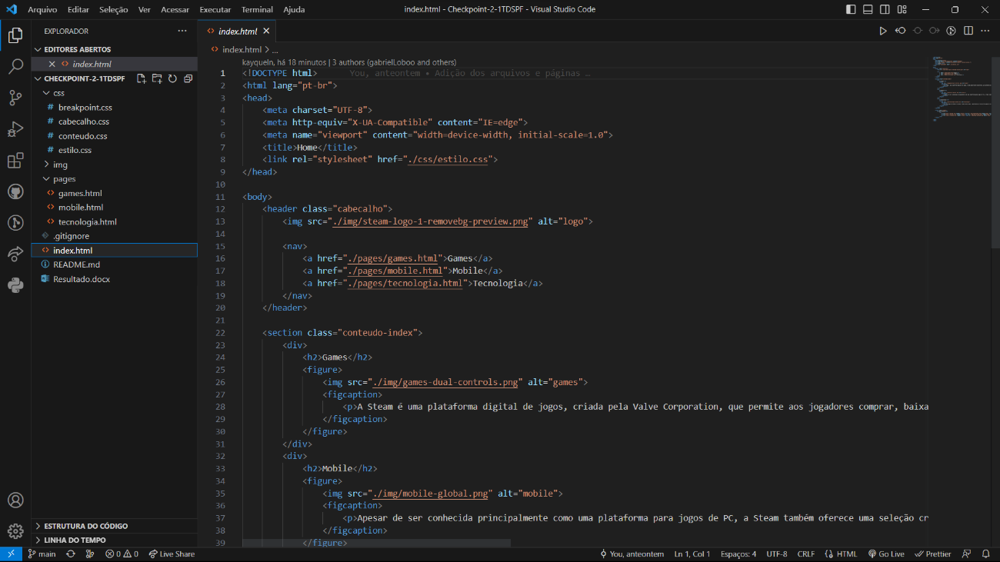 Arquivo Editar Seleção Ver Acessar Executar Terminal Ajuda
index.html - Checkpoint-2-1TDSPF - Visual Studio Code
EXPLORADOR
EDITORES ABERTOS
index.html
CHECKPOINT-2-1TDSPF
css
breakpoint.css
cabecalho.css
conteudo.css
estilo.css
img
pages
games.html
mobile.html
tecnologia.html
.gitignore
index.html
README.md
Resultado.docx
ESTRUTURA DO CÓDIGO
LINHA DO TEMPO
index.html
index.html > ...
kayqueln, há 18 minutos | 3 authors (gabrielLoboo and others)
1 <!DOCTYPE html> You, anteontem • Adição dos arquivos e páginas …
2 <html lang="pt-br">
3 <head>
4 <meta charset="UTF-8">
5 <meta http-equiv="X-UA-Compatible" content="IE=edge">
6 <meta name="viewport" content="width=device-width, initial-scale=1.0">
7 <title>Home</title>
8 <link rel="stylesheet" href="./css/estilo.css">
9 </head>
10
11 <body>
12 <header class="cabecalho">
13 <img src="./img/steam-logo-1-removebg-preview.png" alt="logo">
14
15 <nav>
16 <a href="./pages/games.html">Games</a>
17 <a href="./pages/mobile.html">Mobile</a>
18 <a href="./pages/tecnologia.html">Tecnologia</a>
19 </nav>
20 </header>
21
22 <section class="conteudo-index">
23 <div>
24 <h2>Games</h2>
25 <figure>
26 <img src="./img/games-dual-controls.png" alt="games">
27 <figcaption>
28 <p>A Steam é uma plataforma digital de jogos, criada pela Valve Corporation, que permite aos jogadores comprar, baixa
29 </figcaption>
30 </figure>
31 </div>
32 <div>
33 <h2>Mobile</h2>
34 <figure>
35 <img src="./img/mobile-global.png" alt="mobile">
36 <figcaption>
37 <p>Apesar de ser conhecida principalmente como uma plataforma para jogos de PC, a Steam também oferece uma seleção cr
38 </figcaption>
39 </figure>
main 0 0 Live Share You, anteontem Ln 1, Col 1 Espaços: 4 UTF-8 CRLF HTML Go Live Prettier